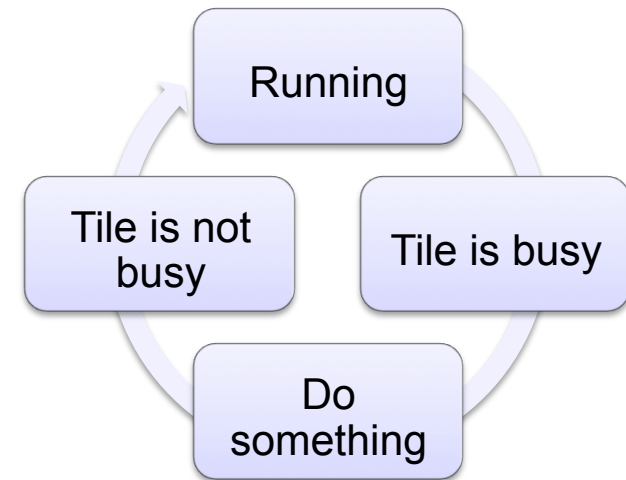 Running
Tile is busy
Do
something
Tile is not
busy